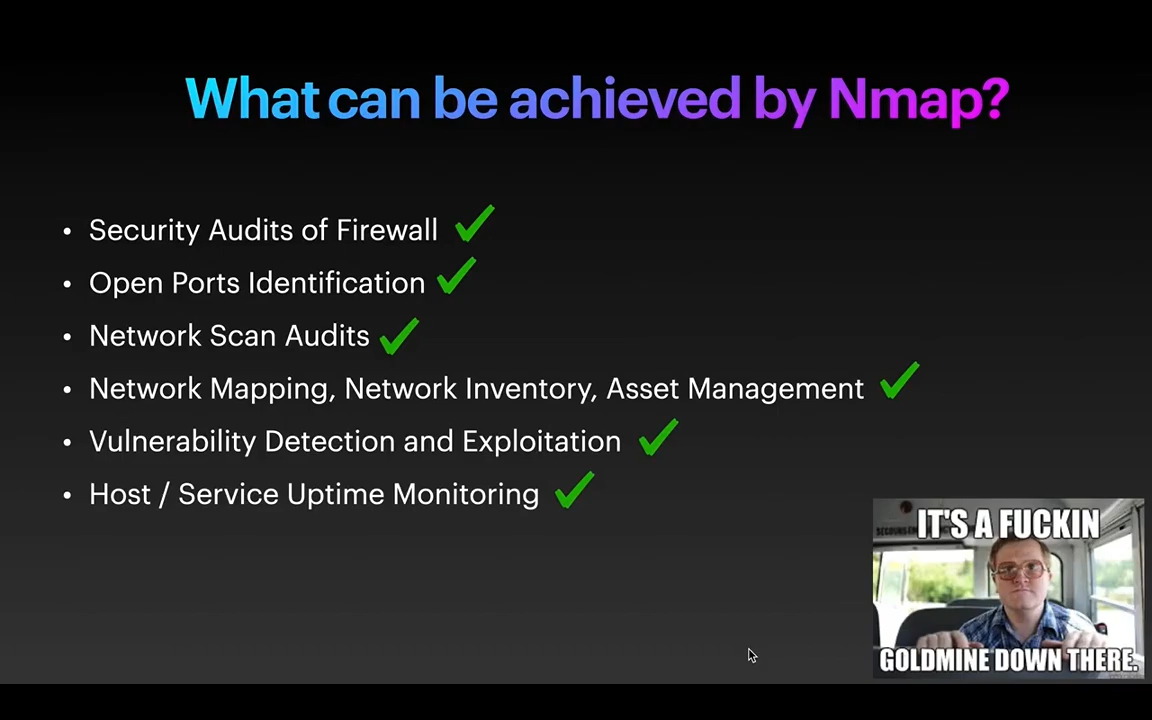 What can be achieved by Nmap?
• Security Audits of Firewall
• Open Ports Identification
• Network Scan Audits
• Network Mapping, Network Inventory, Asset Management
• Vulnerability Detection and Exploitation
• Host / Service Uptime Monitoring
IT'S A FUCKIN
GOLDMINE DOWN THERE.